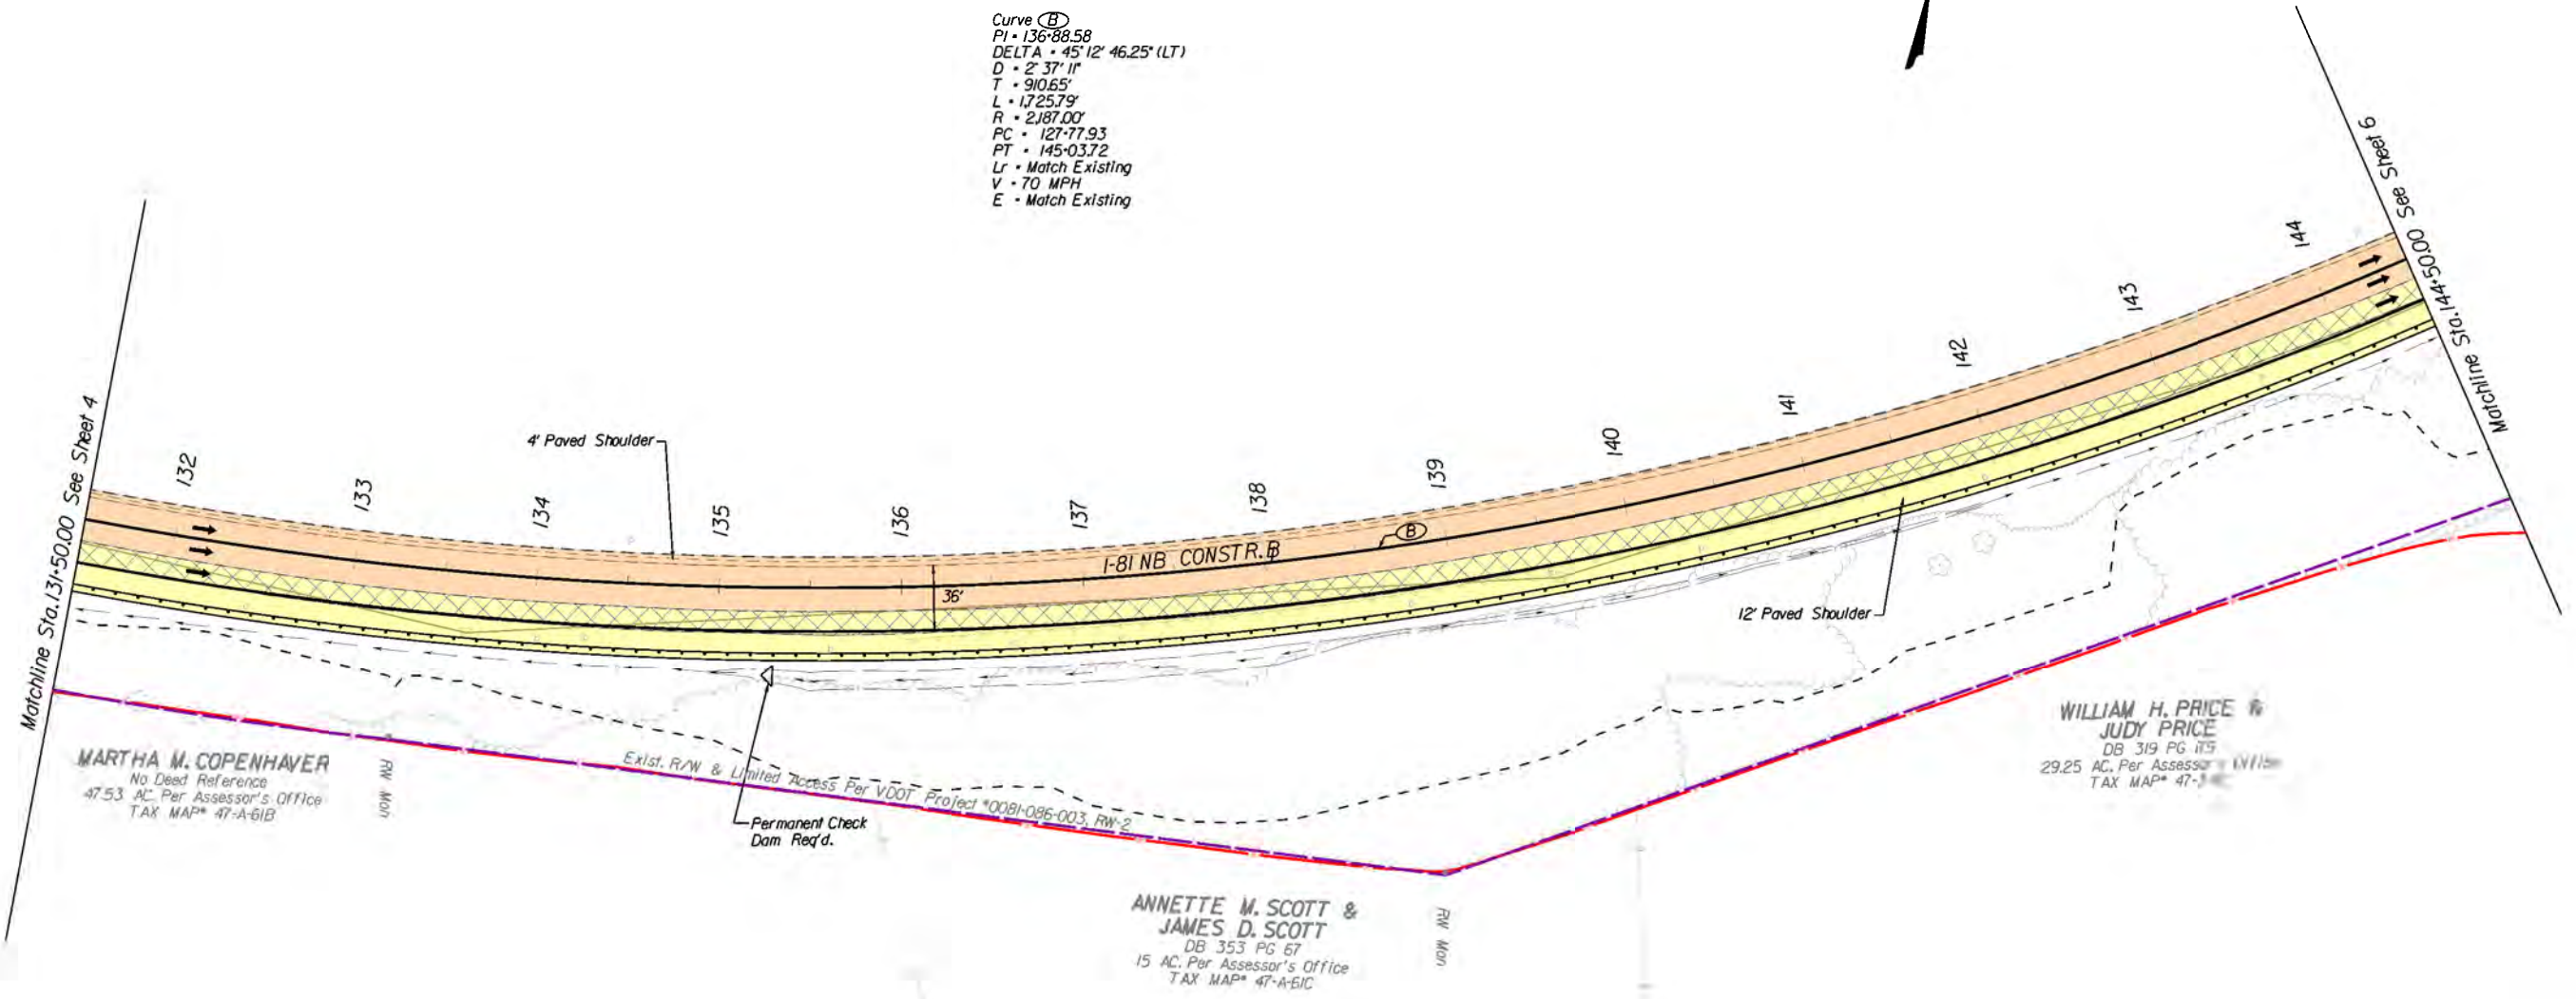 Curve B
PI = 136+88.58
DELTA = 45° 12' 46.25" (LT)
D = 2° 37' 11"
T = 910.65'
L = 1,725.79'
R = 2,187.00'
PC = 127+77.93
PT = 145+03.72
Lr = Match Existing
V = 70 MPH
E = Match Existing
Matchline Sta. 131+50.00 See Sheet 4
Matchline Sta. 144+50.00 See Sheet 6
132
133
134
135
136
137
138
139
140
141
142
143
144
4' Paved Shoulder
I-81 NB CONSTR. B
B
36'
12' Paved Shoulder
Exist. R/W & Limited Access Per VDOT Project #0081-086-003, RW-2
Permanent Check
Dam Req'd.
MARTHA M. COPENHAVER
No Deed Reference
47.53 AC. Per Assessor's Office
TAX MAP# 47-A-61B
RW Mon
ANNETTE M. SCOTT &
JAMES D. SCOTT
DB 353 PG 67
15 AC. Per Assessor's Office
TAX MAP# 47-A-61C
RW Mon
WILLIAM H. PRICE &
JUDY PRICE
DB 319 PG
29.25 AC. Per Assessor's
TAX MAP# 47-